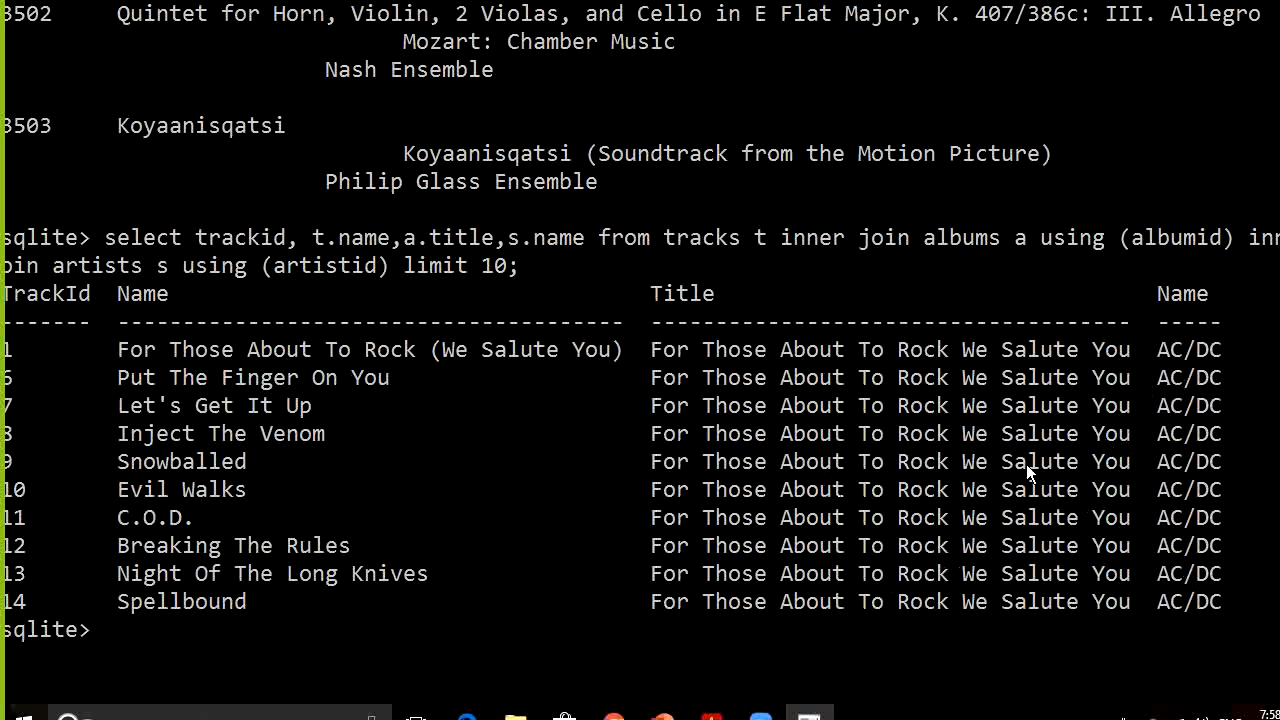 3502 Quintet for Horn, Violin, 2 Violas, and Cello in E Flat Major, K. 407/386c: III. Allegro
Mozart: Chamber Music
Nash Ensemble
3503 Koyaanisqatsi
Koyaanisqatsi (Soundtrack from the Motion Picture)
Philip Glass Ensemble
sqlite> select trackid, t.name,a.title,s.name from tracks t inner join albums a using (albumid) inn
oin artists s using (artistid) limit 10;
TrackId Name Title Name
------- --------------------------------------- ------------------------------------- -----
1 For Those About To Rock (We Salute You) For Those About To Rock We Salute You AC/DC
6 Put The Finger On You For Those About To Rock We Salute You AC/DC
7 Let's Get It Up For Those About To Rock We Salute You AC/DC
8 Inject The Venom For Those About To Rock We Salute You AC/DC
9 Snowballed For Those About To Rock We Salute You AC/DC
10 Evil Walks For Those About To Rock We Salute You AC/DC
11 C.O.D. For Those About To Rock We Salute You AC/DC
12 Breaking The Rules For Those About To Rock We Salute You AC/DC
13 Night Of The Long Knives For Those About To Rock We Salute You AC/DC
14 Spellbound For Those About To Rock We Salute You AC/DC
sqlite>
7:58